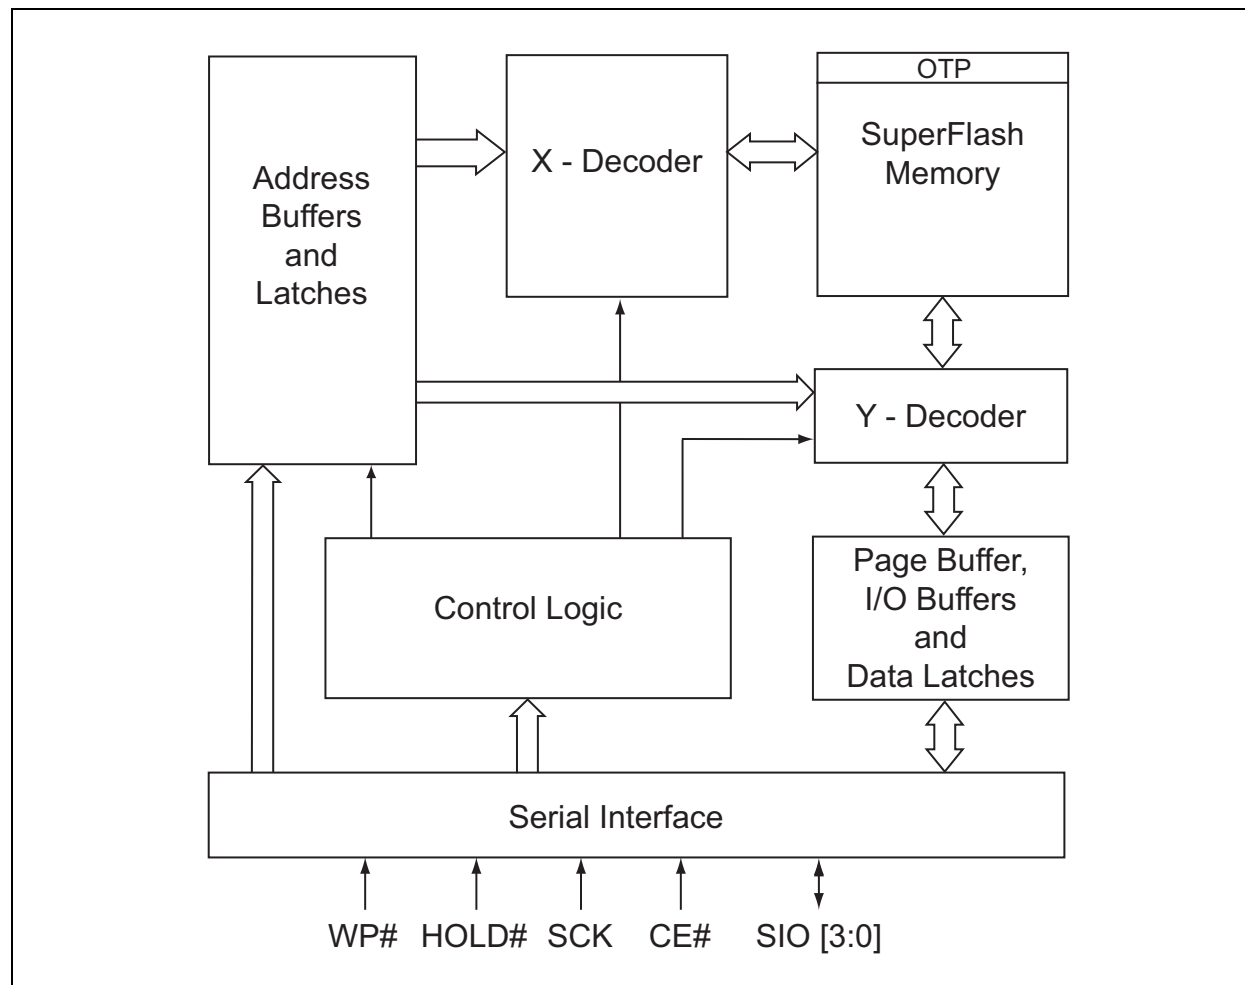 OTP
SuperFlash
Memory
X - Decoder
Address
Buffers
and
Latches
Y - Decoder
Page Buffer,
I/O Buffers
and
Data Latches
Control Logic
Serial Interface
WP# HOLD# SCK CE# SIO [3:0]